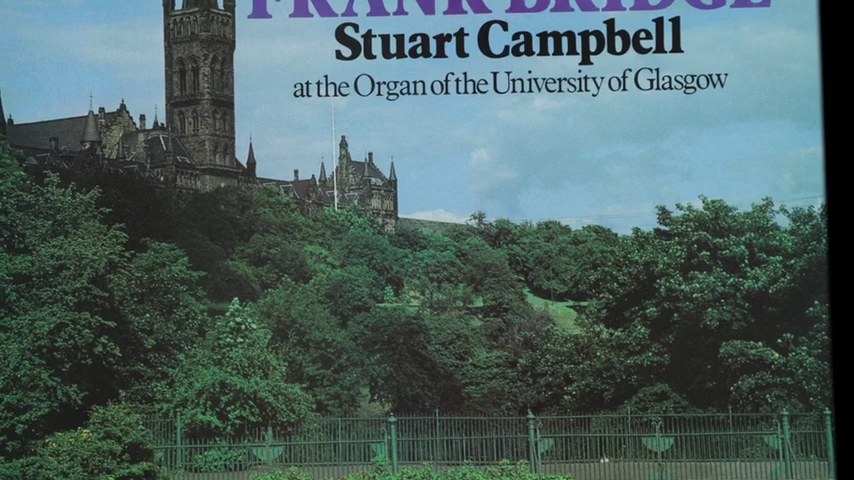 FRANK BRIDGE
Stuart Campbell
at the Organ of the University of Glasgow